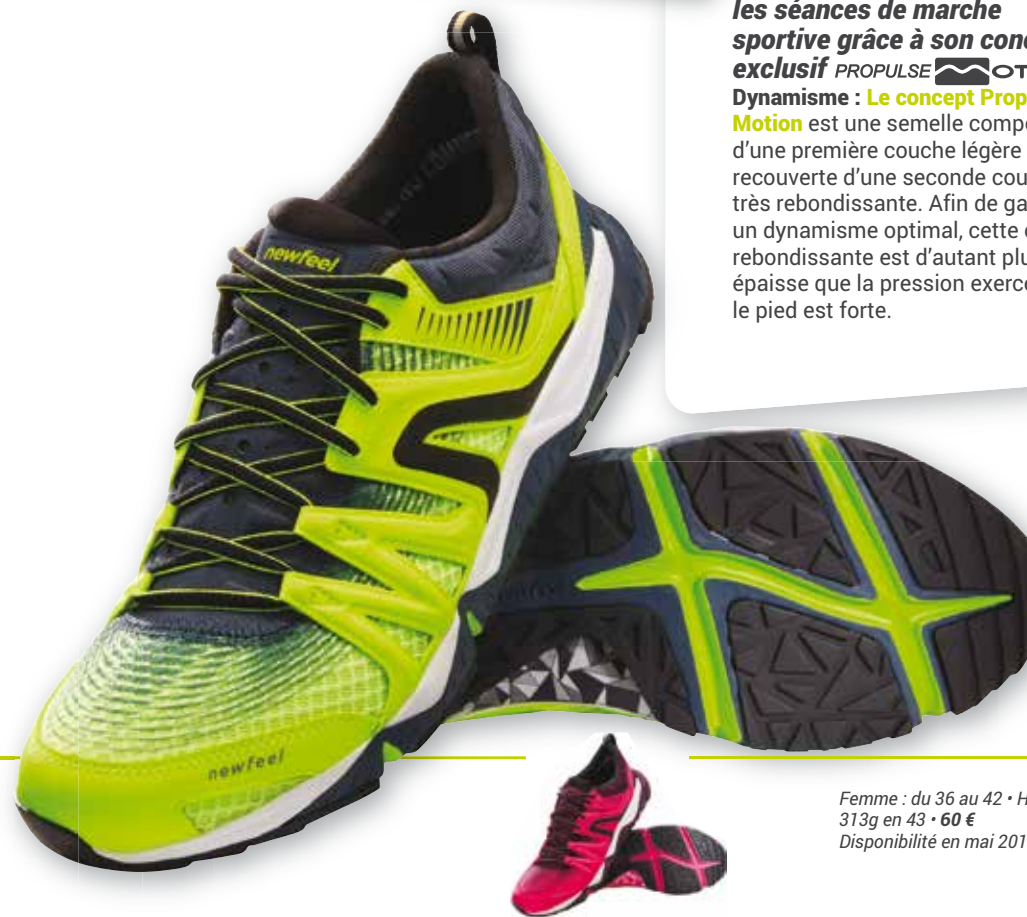 les séances de marche
sportive grâce à son conc
exclusif PROPULSE OT
Dynamisme : Le concept Prop
Motion est une semelle compo
d'une première couche légère
recouverte d'une seconde cou
très rebondissante. Afin de ga
un dynamisme optimal, cette
rebondissante est d'autant plu
épaisse que la pression exercé
le pied est forte.
newfeel
newfeel
Femme : du 36 au 42 • H
313g en 43 • 60 €
Disponibilité en mai 201